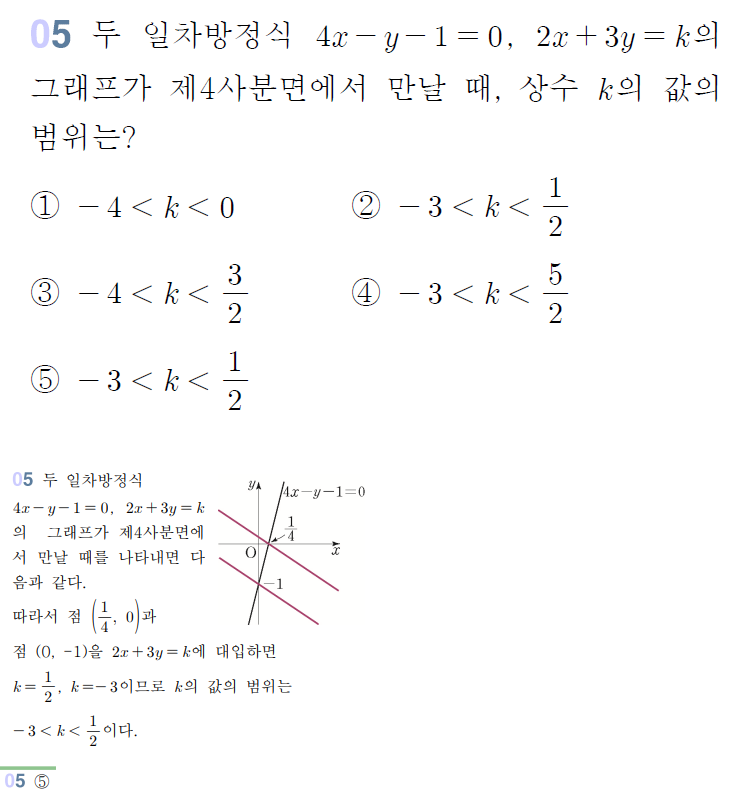 05 두 일차방정식 4x − y − 1 = 0, 2x + 3y = k의
그래프가 제4사분면에서 만날 때, 상수 k의 값의
범위는?
① −4 < k < 0 ② −3 < k < 1/2
③ −4 < k < 3/2 ④ −3 < k < 5/2
⑤ −3 < k < 1/2
05 두 일차방정식
4x − y − 1 = 0, 2x + 3y = k
의 그래프가 제4사분면에
서 만날 때를 나타내면 다
음과 같다.
따라서 점 (1/4, 0)과
점 (0, -1)을 2x + 3y = k에 대입하면
k = 1/2, k = −3이므로 k의 값의 범위는
−3 < k < 1/2이다.
y
4x−y−1=0
1/4
O
x
−1
05 ⑤